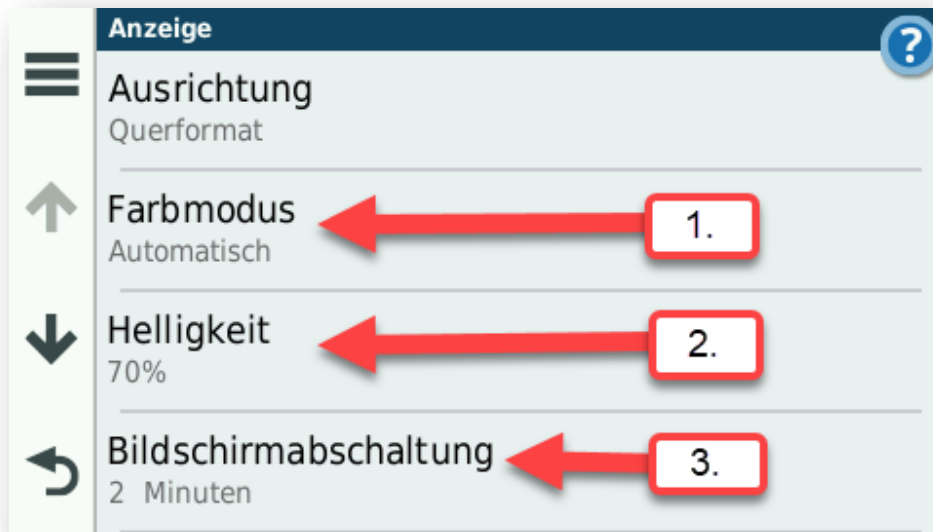 Anzeige
?
Ausrichtung
Querformat
Farbmodus
Automatisch
1.
Helligkeit
70%
2.
Bildschirmabschaltung
2 Minuten
3.